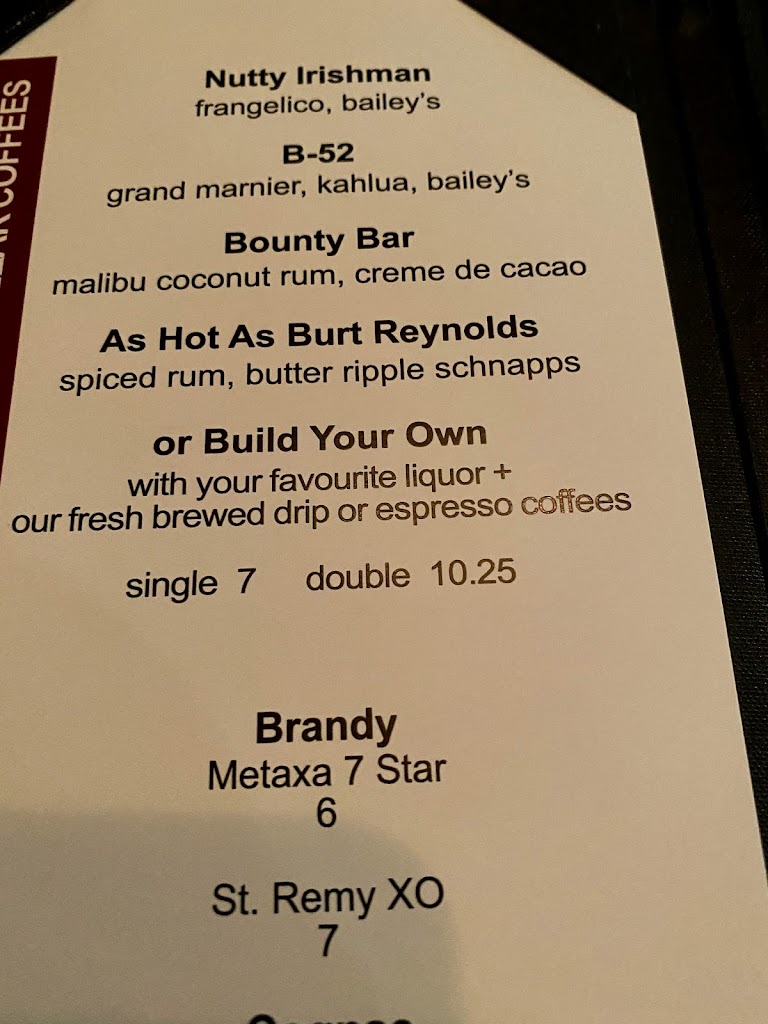 COFFEES
Nutty Irishman
frangelico, bailey's
B-52
grand marnier, kahlua, bailey's
Bounty Bar
malibu coconut rum, creme de cacao
As Hot As Burt Reynolds
spiced rum, butter ripple schnapps
or Build Your Own
with your favourite liquor +
our fresh brewed drip or espresso coffees
single 7 double 10.25
Brandy
Metaxa 7 Star
6
St. Remy XO
7